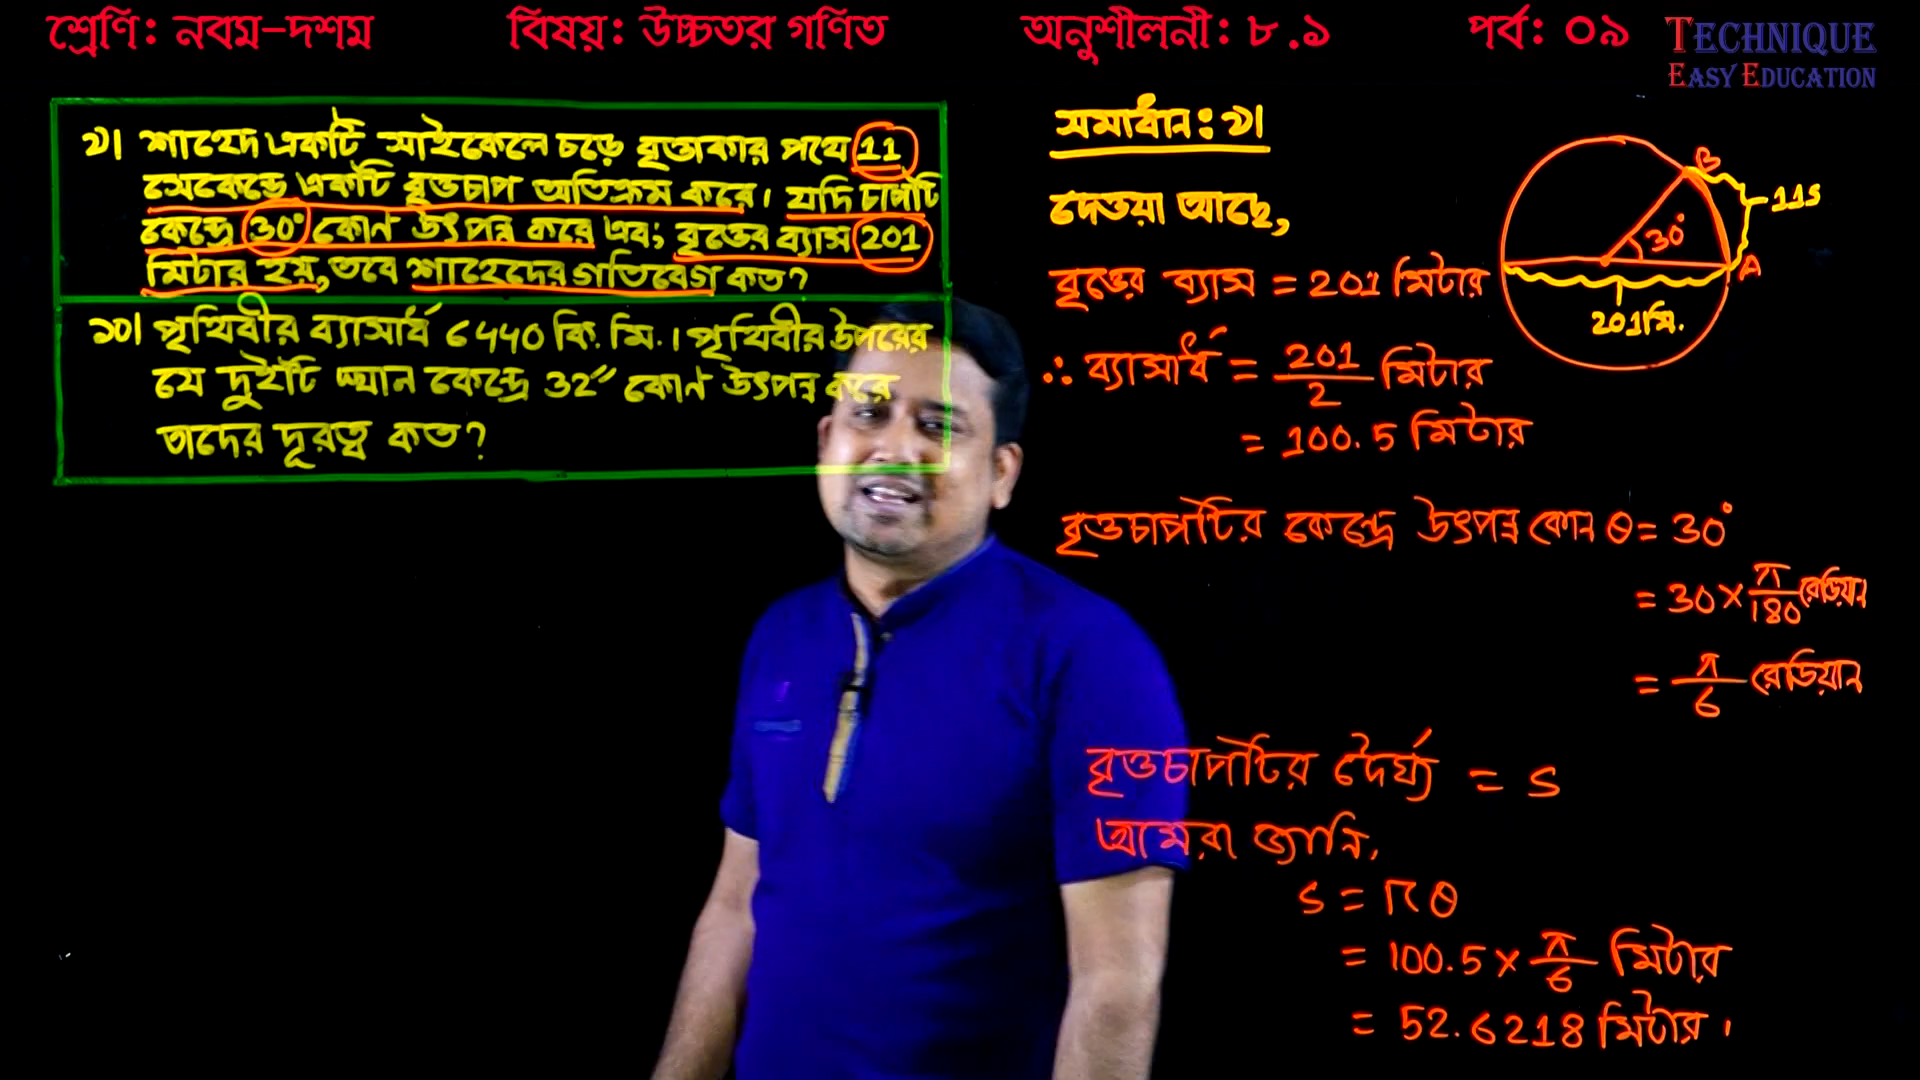 শ্রেণি: নবম-দশম বিষয়: উচ্চতর গণিত অনুশীলনী: ৮.১ পর্ব: ০৯
TECHNIQUE
EASY EDUCATION
৯। শাহেদ একটি সাইকেলে চড়ে বৃত্তাকার পথে 11
সেকেন্ডে একটি বৃত্তচাপ অতিক্রম করে। যদি চাপটি
কেন্দ্রে 30° কোণ উৎপন্ন করে এবং বৃত্তের ব্যাস 201
মিটার হয়, তবে শাহেদের গতিবেগ কত?
১০। পৃথিবীর ব্যাসার্ধ ৬৪৪0 কি. মি.। পৃথিবীর উপরের
যে দুইটি স্থান কেন্দ্রে 32″ কোণ উৎপন্ন করে
তাদের দূরত্ব কত?
সমাধান: ৯।
দেওয়া আছে,
বৃত্তের ব্যাস = 201 মিটার
∴ ব্যাসার্ধ = 201/2 মিটার
= 100.5 মিটার
B
11s
30°
A
201মি.
বৃত্তচাপটির কেন্দ্রে উৎপন্ন কোন θ = 30°
= 30 × π/180 রেডিয়ান
= π/6 রেডিয়ান
বৃত্তচাপটির দৈর্ঘ্য = s
আমরা জানি,
s = rθ
= 100.5 × π/6 মিটার
= 52.6218 মিটার।